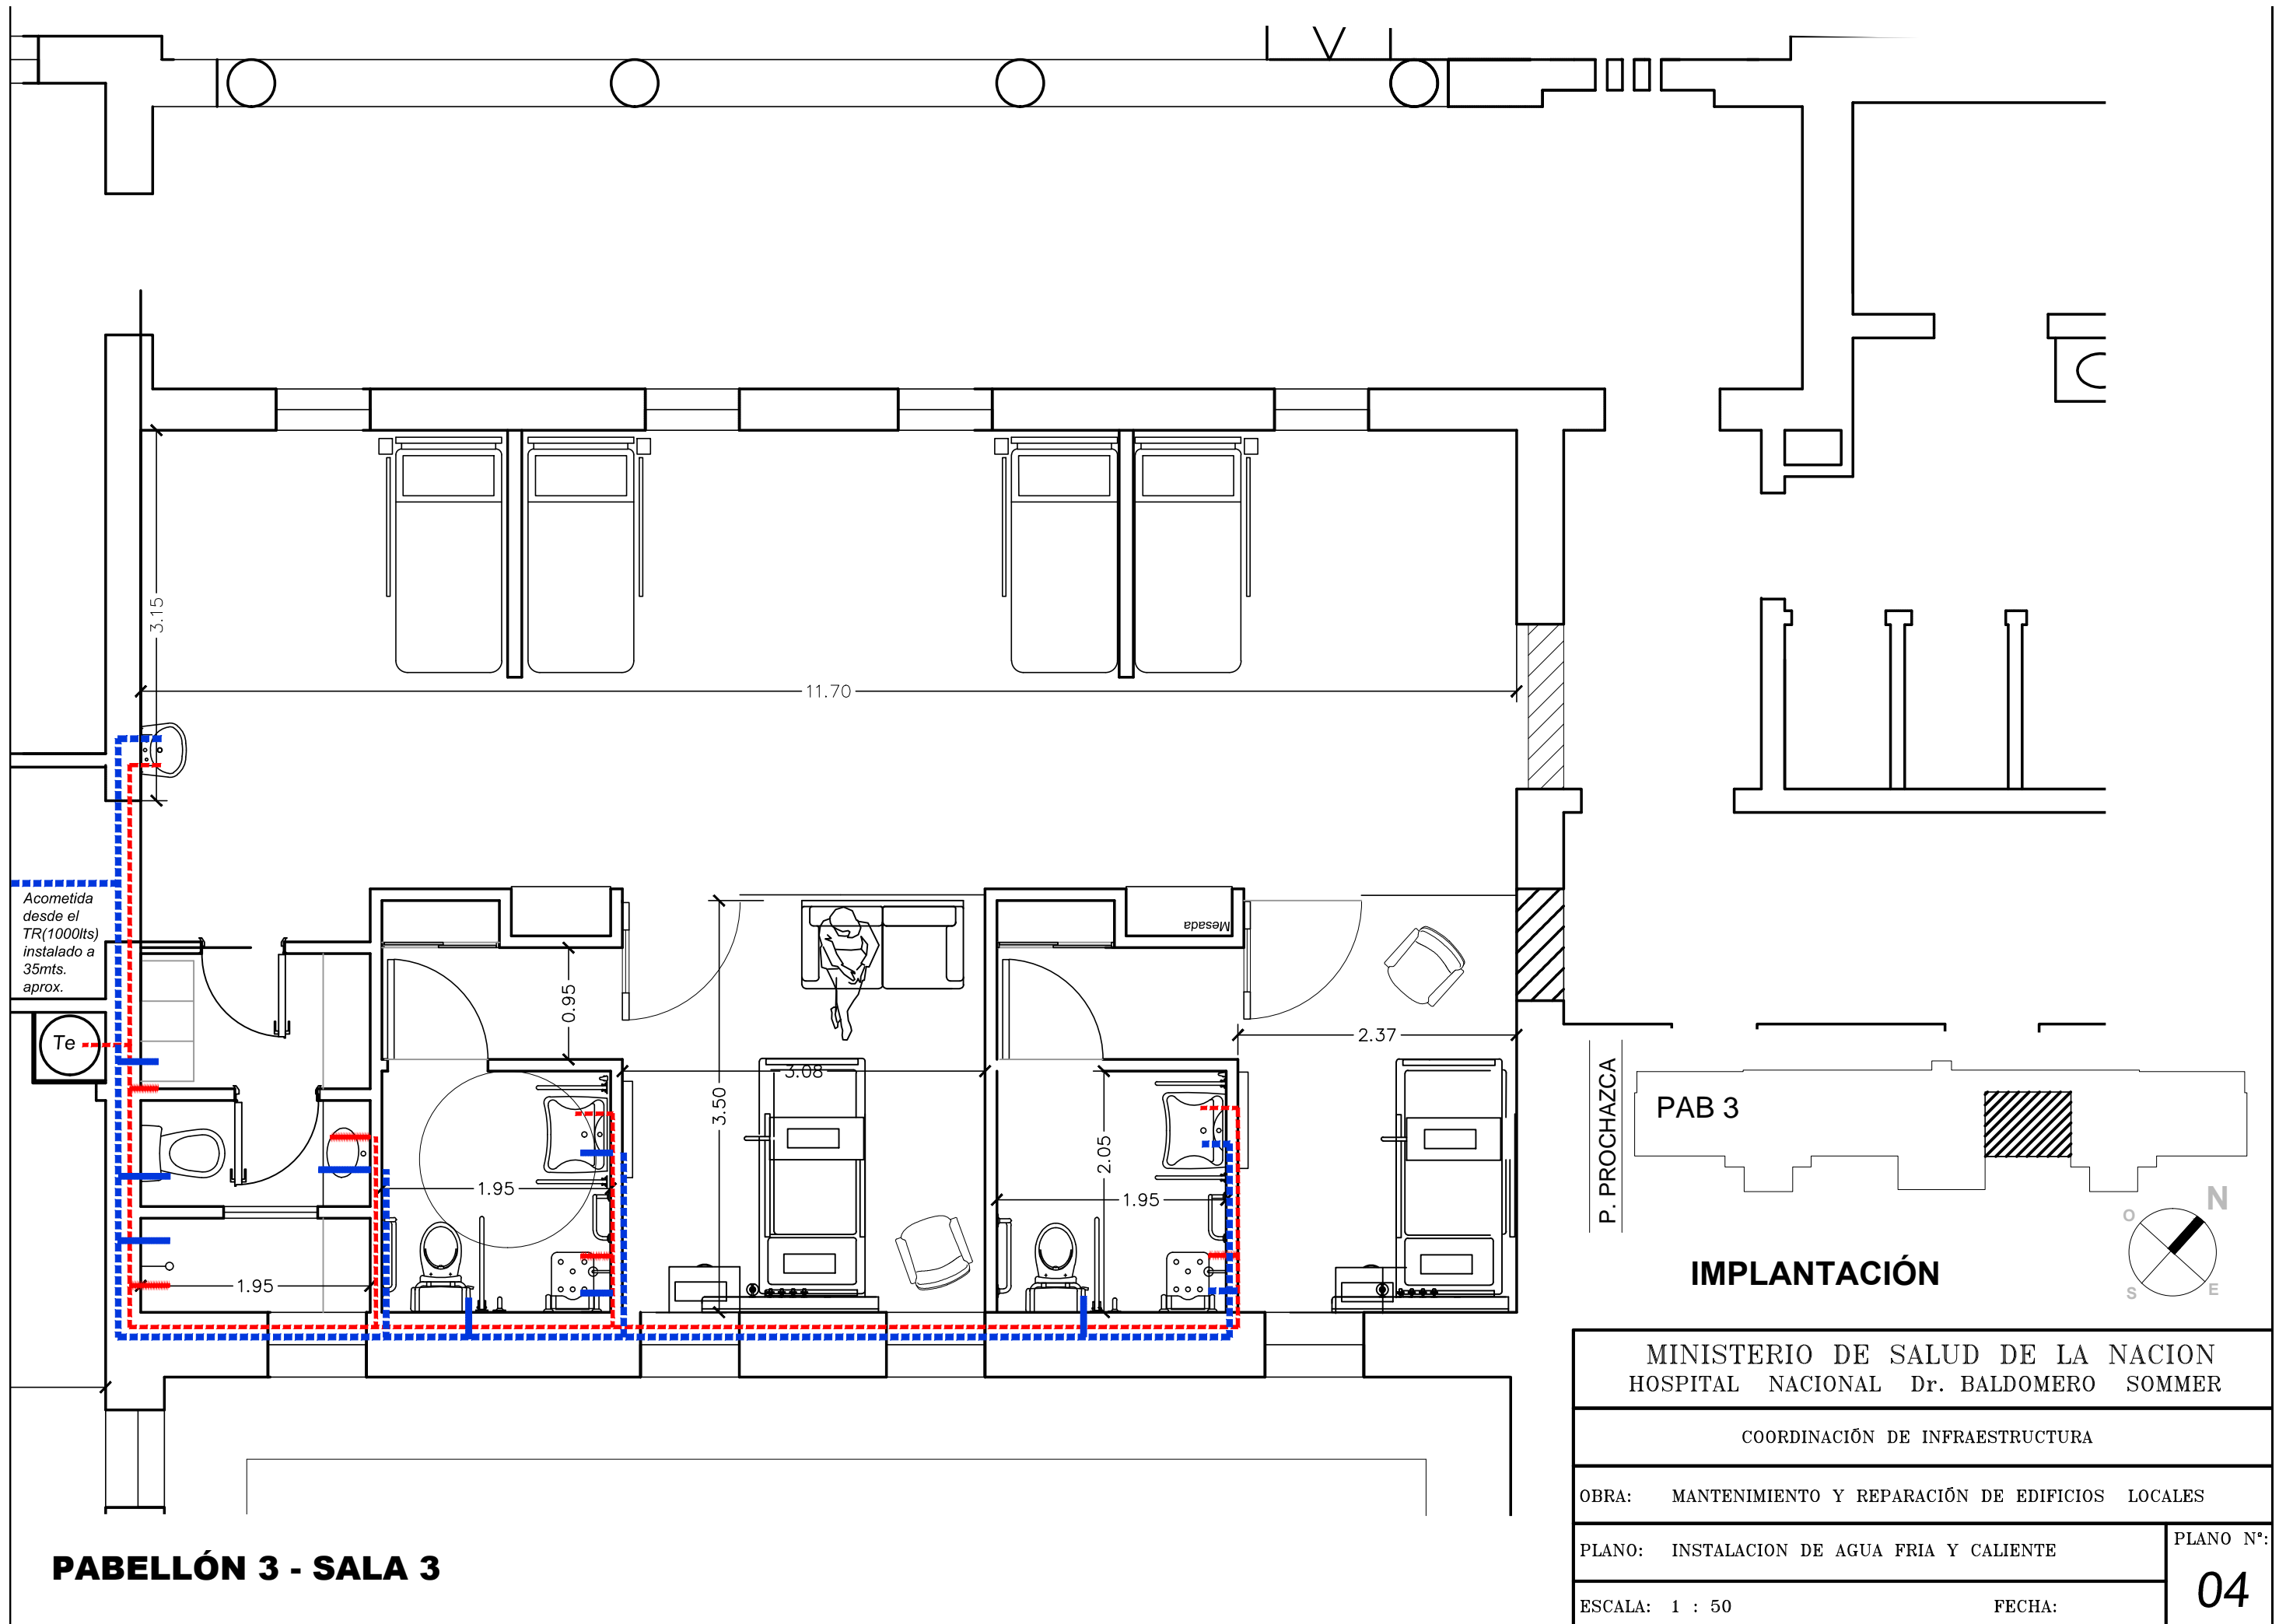 3.15
11.70
Acometida
desde el
TR(1000lts)
instalado a
35mts.
aprox.
Te
Mesada
0.95
2.37
3.08
3.50
2.05
1.95
1.95
1.95
P. PROCHAZCA
PAB 3
N
O
S
E
IMPLANTACIÓN
MINISTERIO DE SALUD DE LA NACION
HOSPITAL NACIONAL Dr. BALDOMERO SOMMER
COORDINACIÓN DE INFRAESTRUCTURA
OBRA: MANTENIMIENTO Y REPARACIÓN DE EDIFICIOS LOCALES
PLANO: INSTALACION DE AGUA FRIA Y CALIENTE
PLANO N°:
04
ESCALA: 1 : 50 FECHA:
PABELLÓN 3 - SALA 3